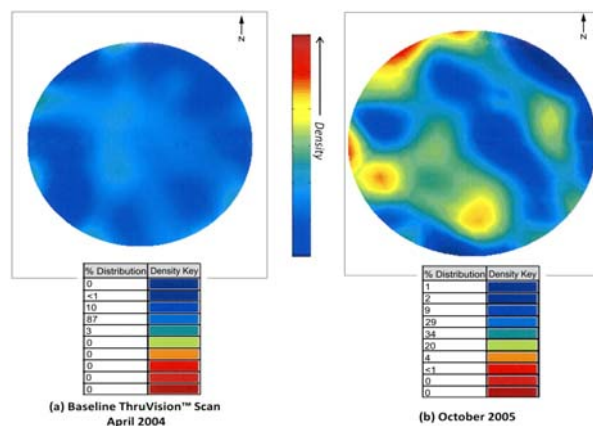 N
N
Density
% Distribution Density Key
0
<1
10
87
3
0
0
0
0
0
% Distribution Density Key
1
2
9
29
34
20
4
<1
0
0
(a) Baseline ThruVision™ Scan
April 2004
(b) October 2005